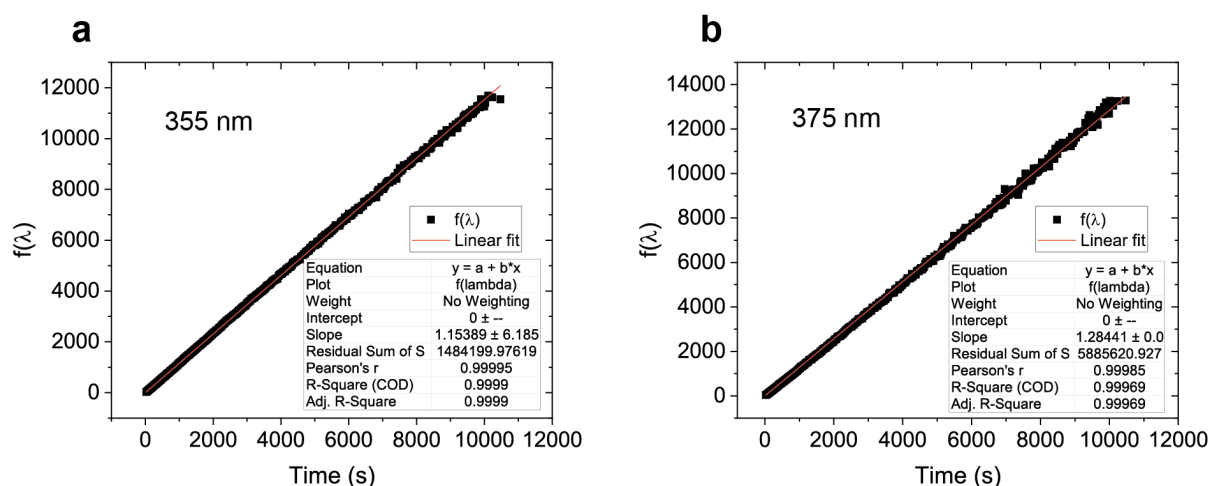 a
12000
10000
8000
6000
4000
2000
0
f(λ)
355 nm
f(λ)
Linear fit
Equation y = a + b*x
Plot f(lambda)
Weight No Weighting
Intercept 0 ± --
Slope 1.15389 ± 6.185
Residual Sum of S 1484199.97619
Pearson's r 0.99995
R-Square (COD) 0.9999
Adj. R-Square 0.9999
0 2000 4000 6000 8000 10000 12000
Time (s)
b
14000
12000
10000
8000
6000
4000
2000
0
f(λ)
375 nm
f(λ)
Linear fit
Equation y = a + b*x
Plot f(lambda)
Weight No Weighting
Intercept 0 ± --
Slope 1.28441 ± 0.0
Residual Sum of S 5885620.927
Pearson's r 0.99985
R-Square (COD) 0.99969
Adj. R-Square 0.99969
0 2000 4000 6000 8000 10000 12000
Time (s)